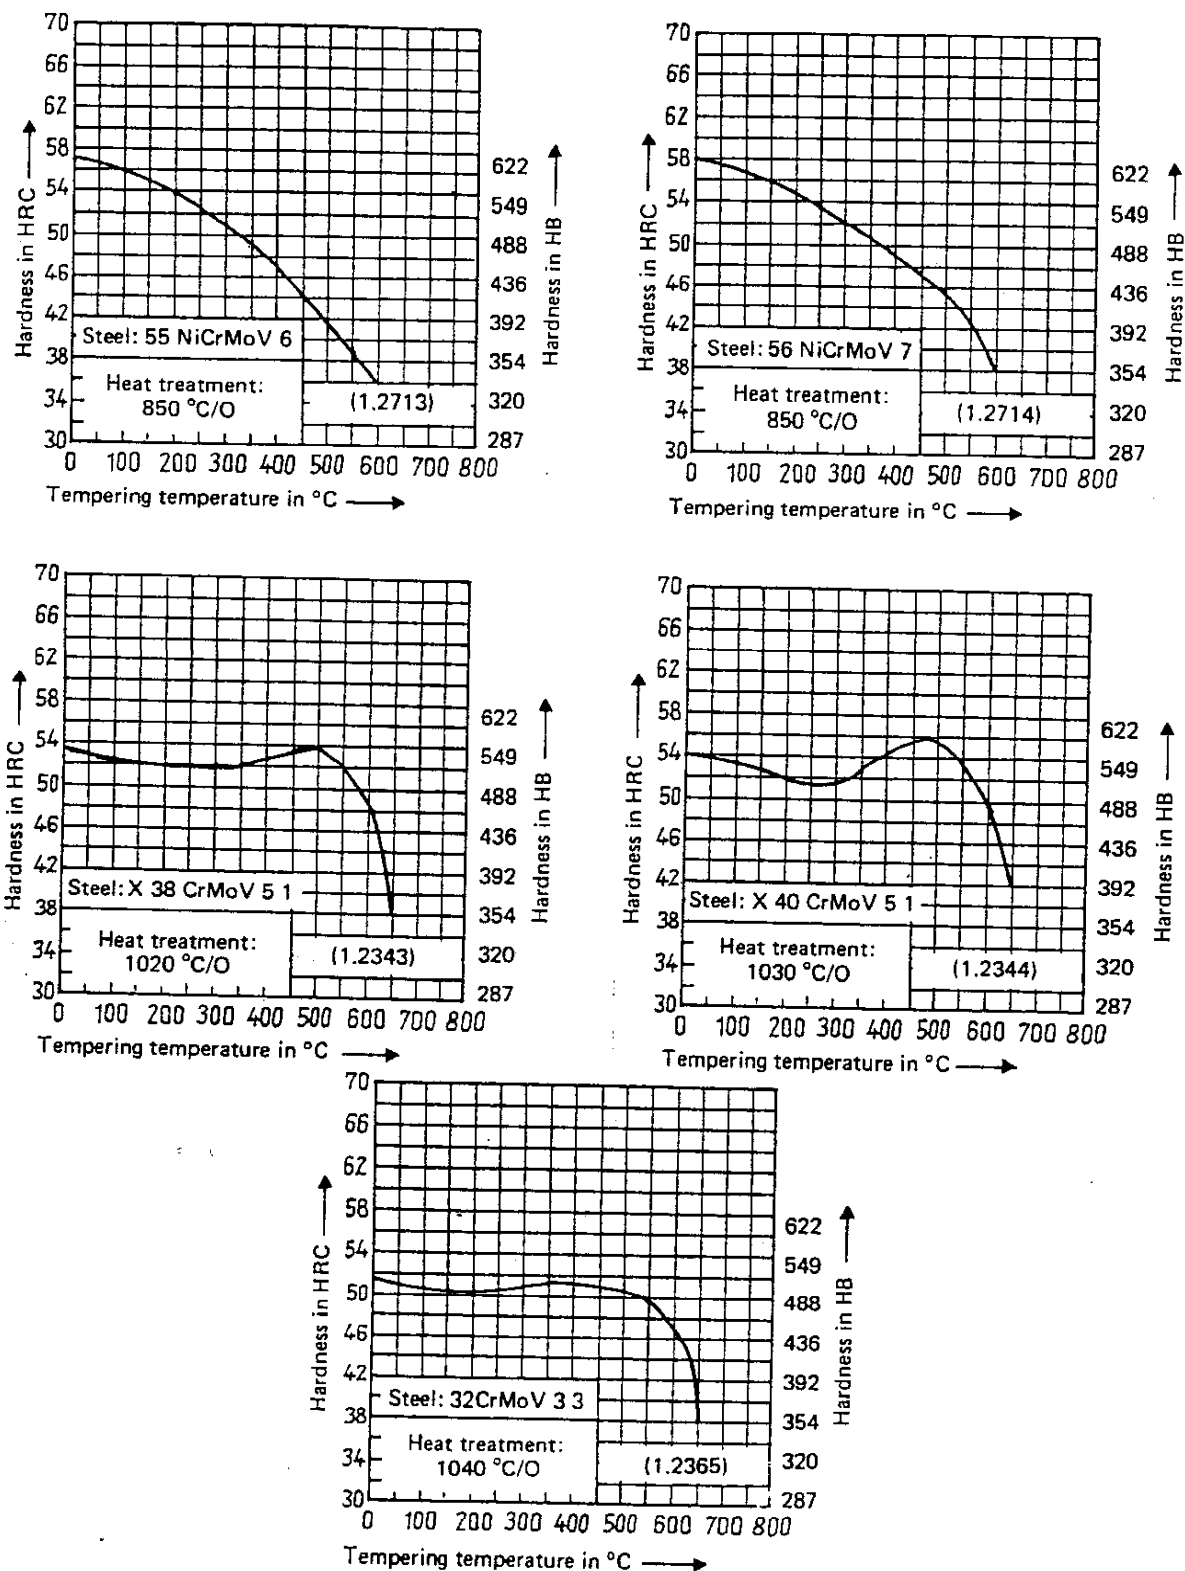 70
66
62
58
54
50
46
42
38
34
30
Hardness in HRC
622
549
488
436
392
354
320
287
Hardness in HB
Steel: 55 NiCrMoV 6
Heat treatment:
850 °C/O
(1.2713)
0 100 200 300 400 500 600 700 800
Tempering temperature in °C
70
66
62
58
54
50
46
42
38
34
30
Hardness in HRC
622
549
488
436
392
354
320
287
Hardness in HB
Steel: 56 NiCrMoV 7
Heat treatment:
850 °C/O
(1.2714)
0 100 200 300 400 500 600 700 800
Tempering temperature in °C
70
66
62
58
54
50
46
42
38
34
30
Hardness in HRC
622
549
488
436
392
354
320
287
Hardness in HB
Steel: X 38 CrMoV 5 1
Heat treatment:
1020 °C/O
(1.2343)
0 100 200 300 400 500 600 700 800
Tempering temperature in °C
70
66
62
58
54
50
46
42
38
34
30
Hardness in HRC
622
549
488
436
392
354
320
287
Hardness in HB
Steel: X 40 CrMoV 5 1
Heat treatment:
1030 °C/O
(1.2344)
0 100 200 300 400 500 600 700 800
Tempering temperature in °C
70
66
62
58
54
50
46
42
38
34
30
Hardness in HRC
622
549
488
436
392
354
320
287
Hardness in HB
Steel: 32CrMoV 3 3
Heat treatment:
1040 °C/O
(1.2365)
0 100 200 300 400 500 600 700 800
Tempering temperature in °C